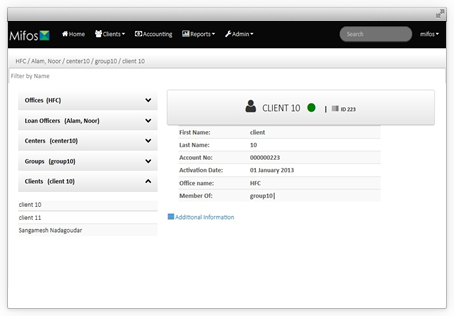 Mifos Home Clients Accounting Reports Admin Search mifos
HFC / Alam, Noor / center10 / group10 / client 10
Filter by Name
Offices (HFC)
Loan Officers (Alam, Noor)
Centers (center10)
Groups (group10)
Clients (client 10)
client 10
client 11
Sangamesh Nadagoudar
CLIENT 10 | ID 223
First Name: client
Last Name: 10
Account No: 000000223
Activation Date: 01 January 2013
Office name: HFC
Member Of: group10|
Additional Information